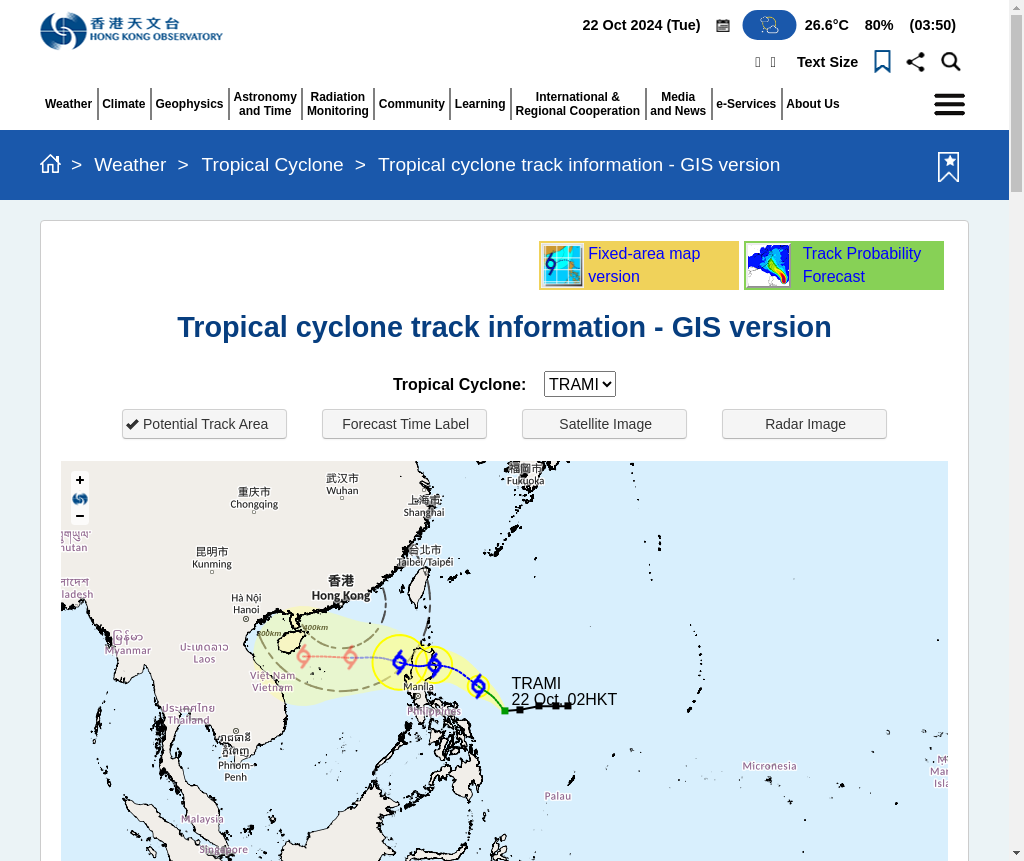 香港天文台
HONG KONG OBSERVATORY
22 Oct 2024 (Tue) 26.6°C 80% (03:50)
Text Size
Weather
Climate
Geophysics
Astronomy
and Time
Radiation
Monitoring
Community
Learning
International &
Regional Cooperation
Media
and News
e-Services
About Us
> Weather > Tropical Cyclone > Tropical cyclone track information - GIS version
Fixed-area map
version
Track Probability
Forecast
Tropical cyclone track information - GIS version
Tropical Cyclone: TRAMI
Potential Track Area
Forecast Time Label
Satellite Image
Radar Image
+
−
福岡市
Fukuoka
武汉市
Wuhan
重庆市
Chongqing
上海市
Shanghai
昆明市
Kunming
台北市
Taibei/Taipei
香港
Hong Kong
Hà Nội
Hanoi
မြန်မာ
Myanmar
ປະເທດລາວ
Laos
800km
400km
Việt Nam
Vietnam
TRAMI
22 Oct 02HKT
Manila
Philippines
ประเทศไทย
Thailand
រាជធានី
ភ្នំពេញ
Phnom-
Penh
Micronesia
Palau
Malaysia
Singapore